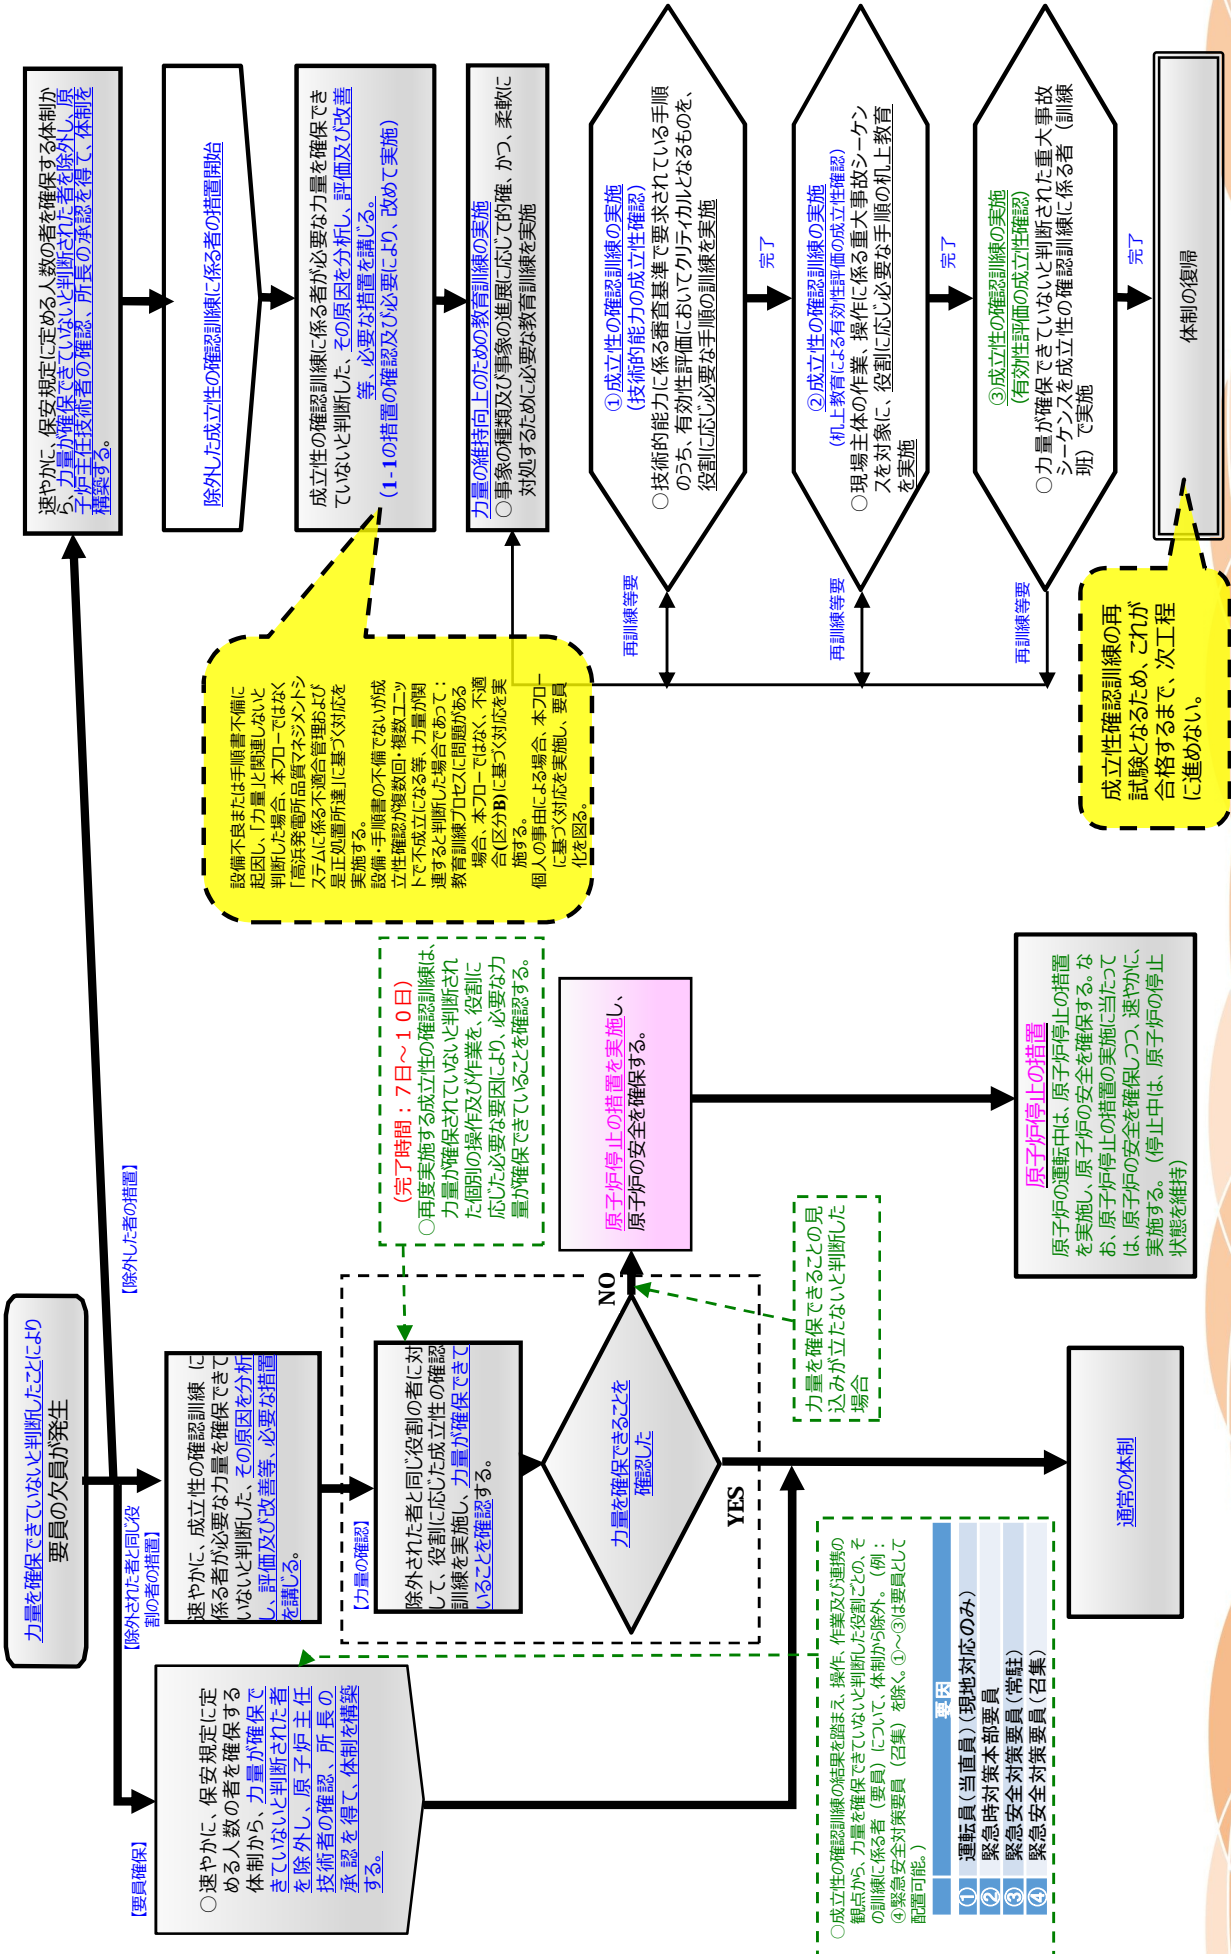 力量を確保できていないと判断したことにより
要員の欠員が発生
【要員確保】
【除外された者と同じ役
割の者の措置】
【除外した者の措置】
○速やかに、保安規定に定
める人数の者を確保する
体制から、力量が確保で
きていないと判断された者
を除外し、原子炉主任
技術者の確認、所長の
承認を得て、体制を構築
する。
速やかに、成立性の確認訓練に
係る者が必要な力量を確保でき
ていないと判断した、その原因を分析
し、評価及び改善等、必要な措置
を講じる。
【力量の確認】
除外された者と同じ役割の者に対
して、役割に応じた成立性の確認
訓練を実施し、力量が確保できて
いることを確認する。
力量を確保できることを
確認した
NO
YES
(完了時間：７日～１０日)
○再度実施する成立性の確認訓練は、
力量が確保されていないと判断され
た個別の操作及び作業を、役割に
応じた必要な要因により、必要な力
量が確保できていることを確認する。
原子炉停止の措置を実施し、
原子炉の安全を確保する。
力量を確保できることの見
込みが立たないと判断した
場合
原子炉停止の措置
原子炉の運転中は、原子炉停止の措置
を実施し、原子炉の安全を確保する。な
お、原子炉停止の措置の実施に当たって
は、原子炉の安全を確保しつつ、速やかに、
実施する。（停止中は、原子炉の停止
状態を維持）
通常の体制
○成立性の確認訓練の結果を踏まえ、操作、作業及び連携の
観点から、力量を確保できていないと判断した役割ごとの、そ
の訓練に係る者（要員）について、体制から除外。（例：
④緊急安全対策要員（召集）を除く。①～③は要員として
配置可能。）
要因
① 運転員(当直員)(現地対応のみ)
② 緊急時対策本部要員
③ 緊急安全対策要員(常駐)
④ 緊急安全対策要員(召集)
速やかに、保安規定に定める人数の者を確保する体制か
ら、力量が確保できていないと判断された者を除外し、原
子炉主任技術者の確認、所長の承認を得て、体制を
構築する。
除外した成立性の確認訓練に係る者の措置開始
成立性の確認訓練に係る者が必要な力量を確保でき
ていないと判断した、その原因を分析し、評価及び改善
等、必要な措置を講じる。
（1-1の措置の確認及び必要により、改めて実施）
力量の維持向上のための教育訓練の実施
○事象の種類及び事象の進展に応じて的確、かつ、柔軟に
対処するために必要な教育訓練を実施
設備不良または手順書不備に
起因し、「力量」と関連しないと
判断した場合、本フローではなく
「高浜発電所品質マネジメントシ
ステムに係る不適合管理および
是正処置所達」に基づく対応を
実施する。
設備・手順書の不備でないが成
立性確認が複数回・複数ユニッ
トで不成立になる等、力量が関
連すると判断した場合であって：
教育訓練プロセスに問題がある
場合、本フローではなく、不適
合(区分B)に基づく対応を実
施する。
個人の事由による場合、本フロー
に基づく対応を実施し、要員
化を図る。
①成立性の確認訓練の実施
（技術的能力の成立性確認）
○技術的能力に係る審査基準で要求されている手順
のうち、有効性評価においてクリティカルとなるものを、
役割に応じ必要な手順の訓練を実施
再訓練等要
完了
②成立性の確認訓練の実施
（机上教育による有効性評価の成立性確認）
○現場主体の作業、操作に係る重大事故シーケン
スを対象に、役割に応じ必要な手順の机上教育
を実施
再訓練等要
完了
③成立性の確認訓練の実施
（有効性評価の成立性確認）
○力量が確保できていないと判断された重大事故
シーケンスを成立性の確認訓練に係る者（訓練
班）で実施
再訓練等要
完了
体制の復帰
成立性確認訓練の再
試験となるため、これが
合格するまで、次工程
に進めない。